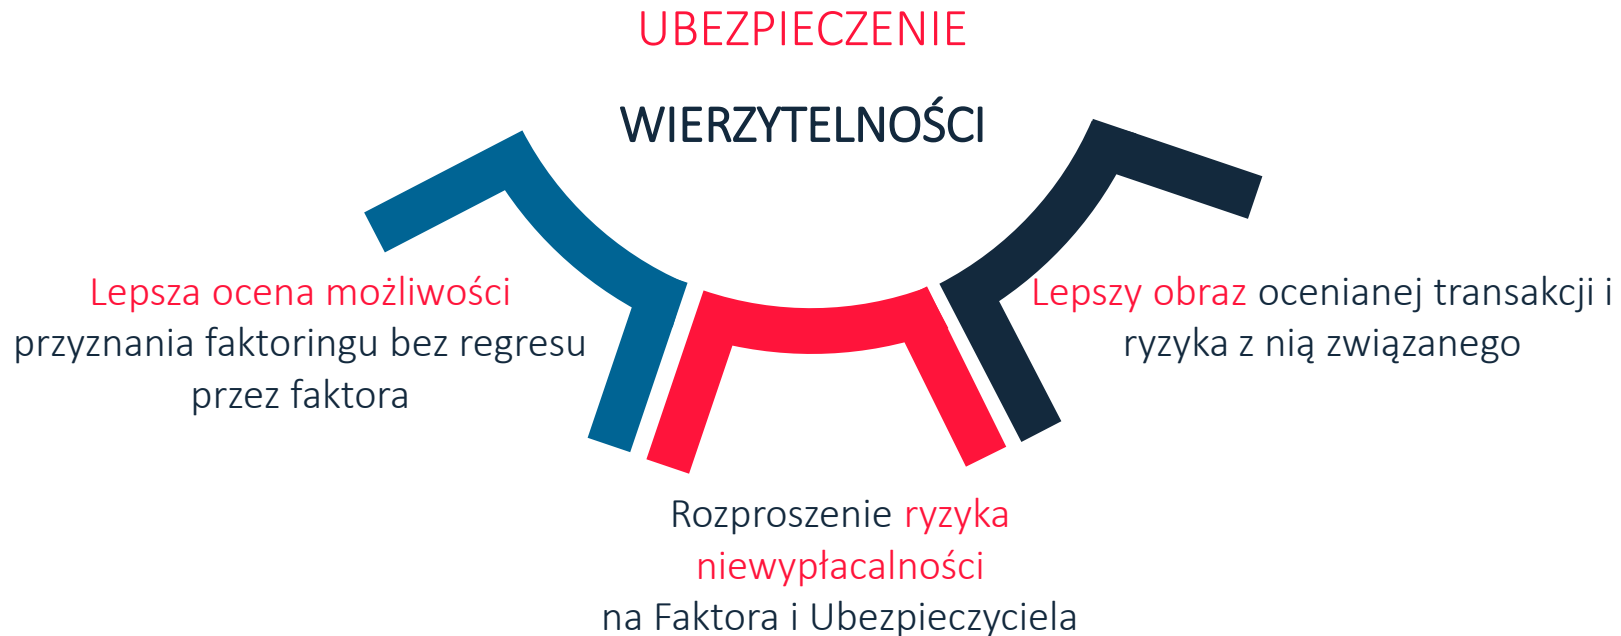 UBEZPIECZENIE
WIERZYTELNOŚCI
Lepsza ocena możliwości
przyznania faktoringu bez regresu
przez faktora
Lepszy obraz ocenianej transakcji i
ryzyka z nią związanego
Rozproszenie ryzyka
niewypłacalności
na Faktora i Ubezpieczyciela